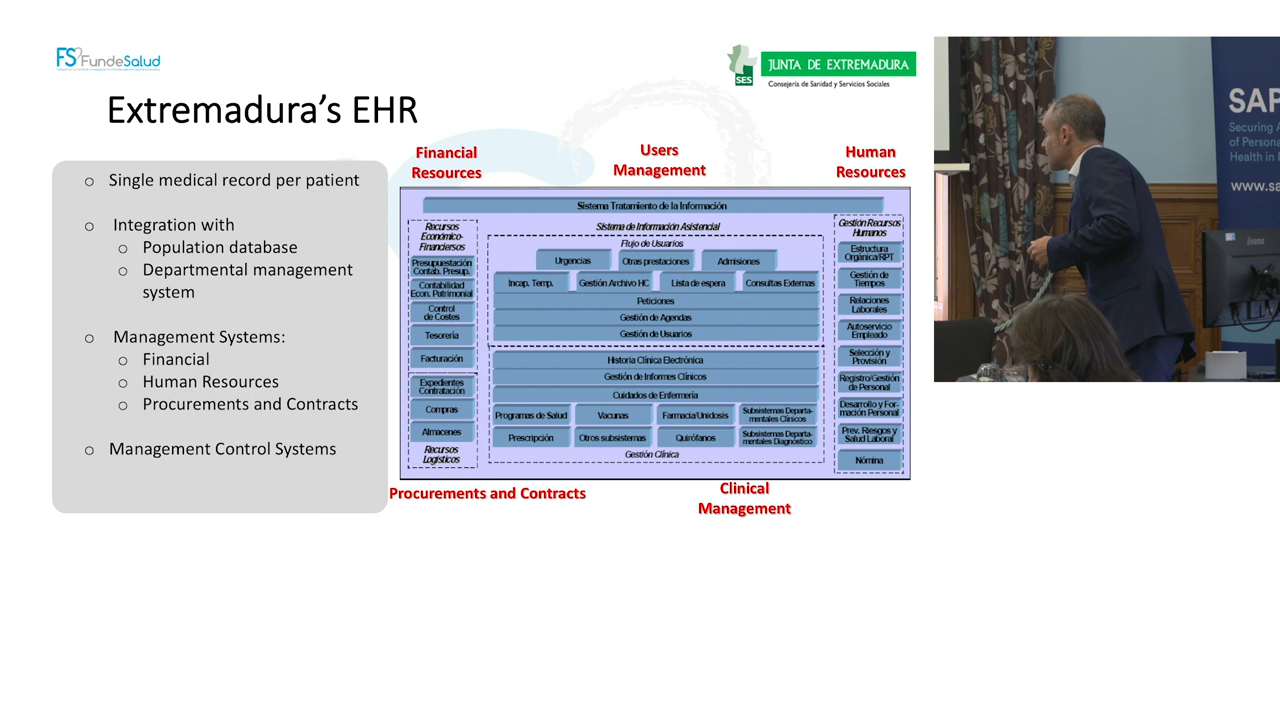 FS FundeSalud
SES
JUNTA DE EXTREMADURA
Consejería de Sanidad y Servicios Sociales
Extremadura's EHR
o Single medical record per patient
o Integration with
o Population database
o Departmental management
system
o Management Systems:
o Financial
o Human Resources
o Procurements and Contracts
o Management Control Systems
Financial
Resources
Users
Management
Human
Resources
Sistema Tratamiento de la Información
Recursos
Económico-
Financiersos
Presupuestación
Contab. Presup.
Contabilidad
Econ. Patrimonial
Control
de Costes
Tesorería
Facturación
Expedientes
Contratación
Compras
Almacenes
Recursos
Logísticos
Sistema de Información Asistencial
Flujo de Usuarios
Urgencias
Otras prestaciones
Admisiones
Incap. Temp.
Gestión Archivo HC
Lista de espera
Consultas Externas
Peticiones
Gestión de Agendas
Gestión de Usuarios
Historia Clínica Electrónica
Gestión de Informes Clínicos
Cuidados de Enfermería
Programas de Salud
Vacunas
Farmacia/Unidosis
Subsistemas Departa-
mentales Clínicos
Prescripción
Otros subsistemas
Quirófanos
Subsistemas Departa-
mentales Diagnóstico
Gestión Clínica
Gestión Recursos
Humanos
Estructura
Orgánica/RPT
Gestión de
Tiempos
Relaciones
Laborales
Autoservicio
Empleado
Selección y
Provisión
Registro/Gestión
de Personal
Desarrollo y For-
mación Personal
Prev. Riesgos y
Salud Laboral
Nómina
Procurements and Contracts
Clinical
Management
SAP
Securing
of Persona
Health in
www.sa